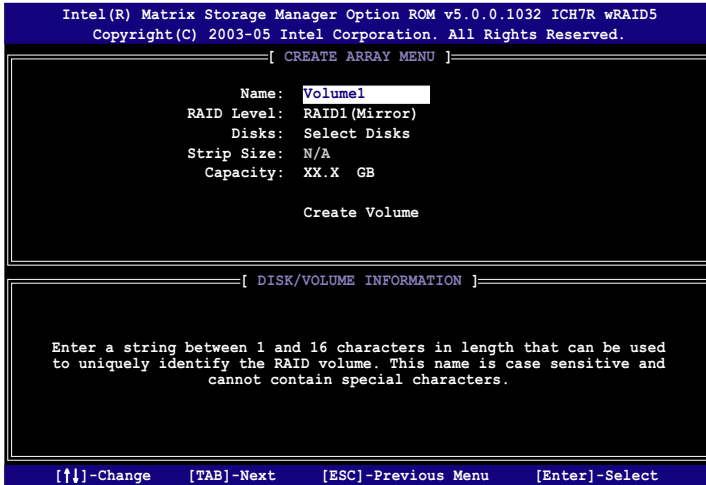 Intel(R) Matrix Storage Manager Option ROM v5.0.0.1032 ICH7R wRAID5
Copyright(C) 2003-05 Intel Corporation. All Rights Reserved.
[ CREATE ARRAY MENU ]
Name: Volume1
RAID Level: RAID1(Mirror)
Disks: Select Disks
Strip Size: N/A
Capacity: XX.X GB
Create Volume
[ DISK/VOLUME INFORMATION ]
Enter a string between 1 and 16 characters in length that can be used
to uniquely identify the RAID volume. This name is case sensitive and
cannot contain special characters.
[↑↓]-Change [TAB]-Next [ESC]-Previous Menu [Enter]-Select